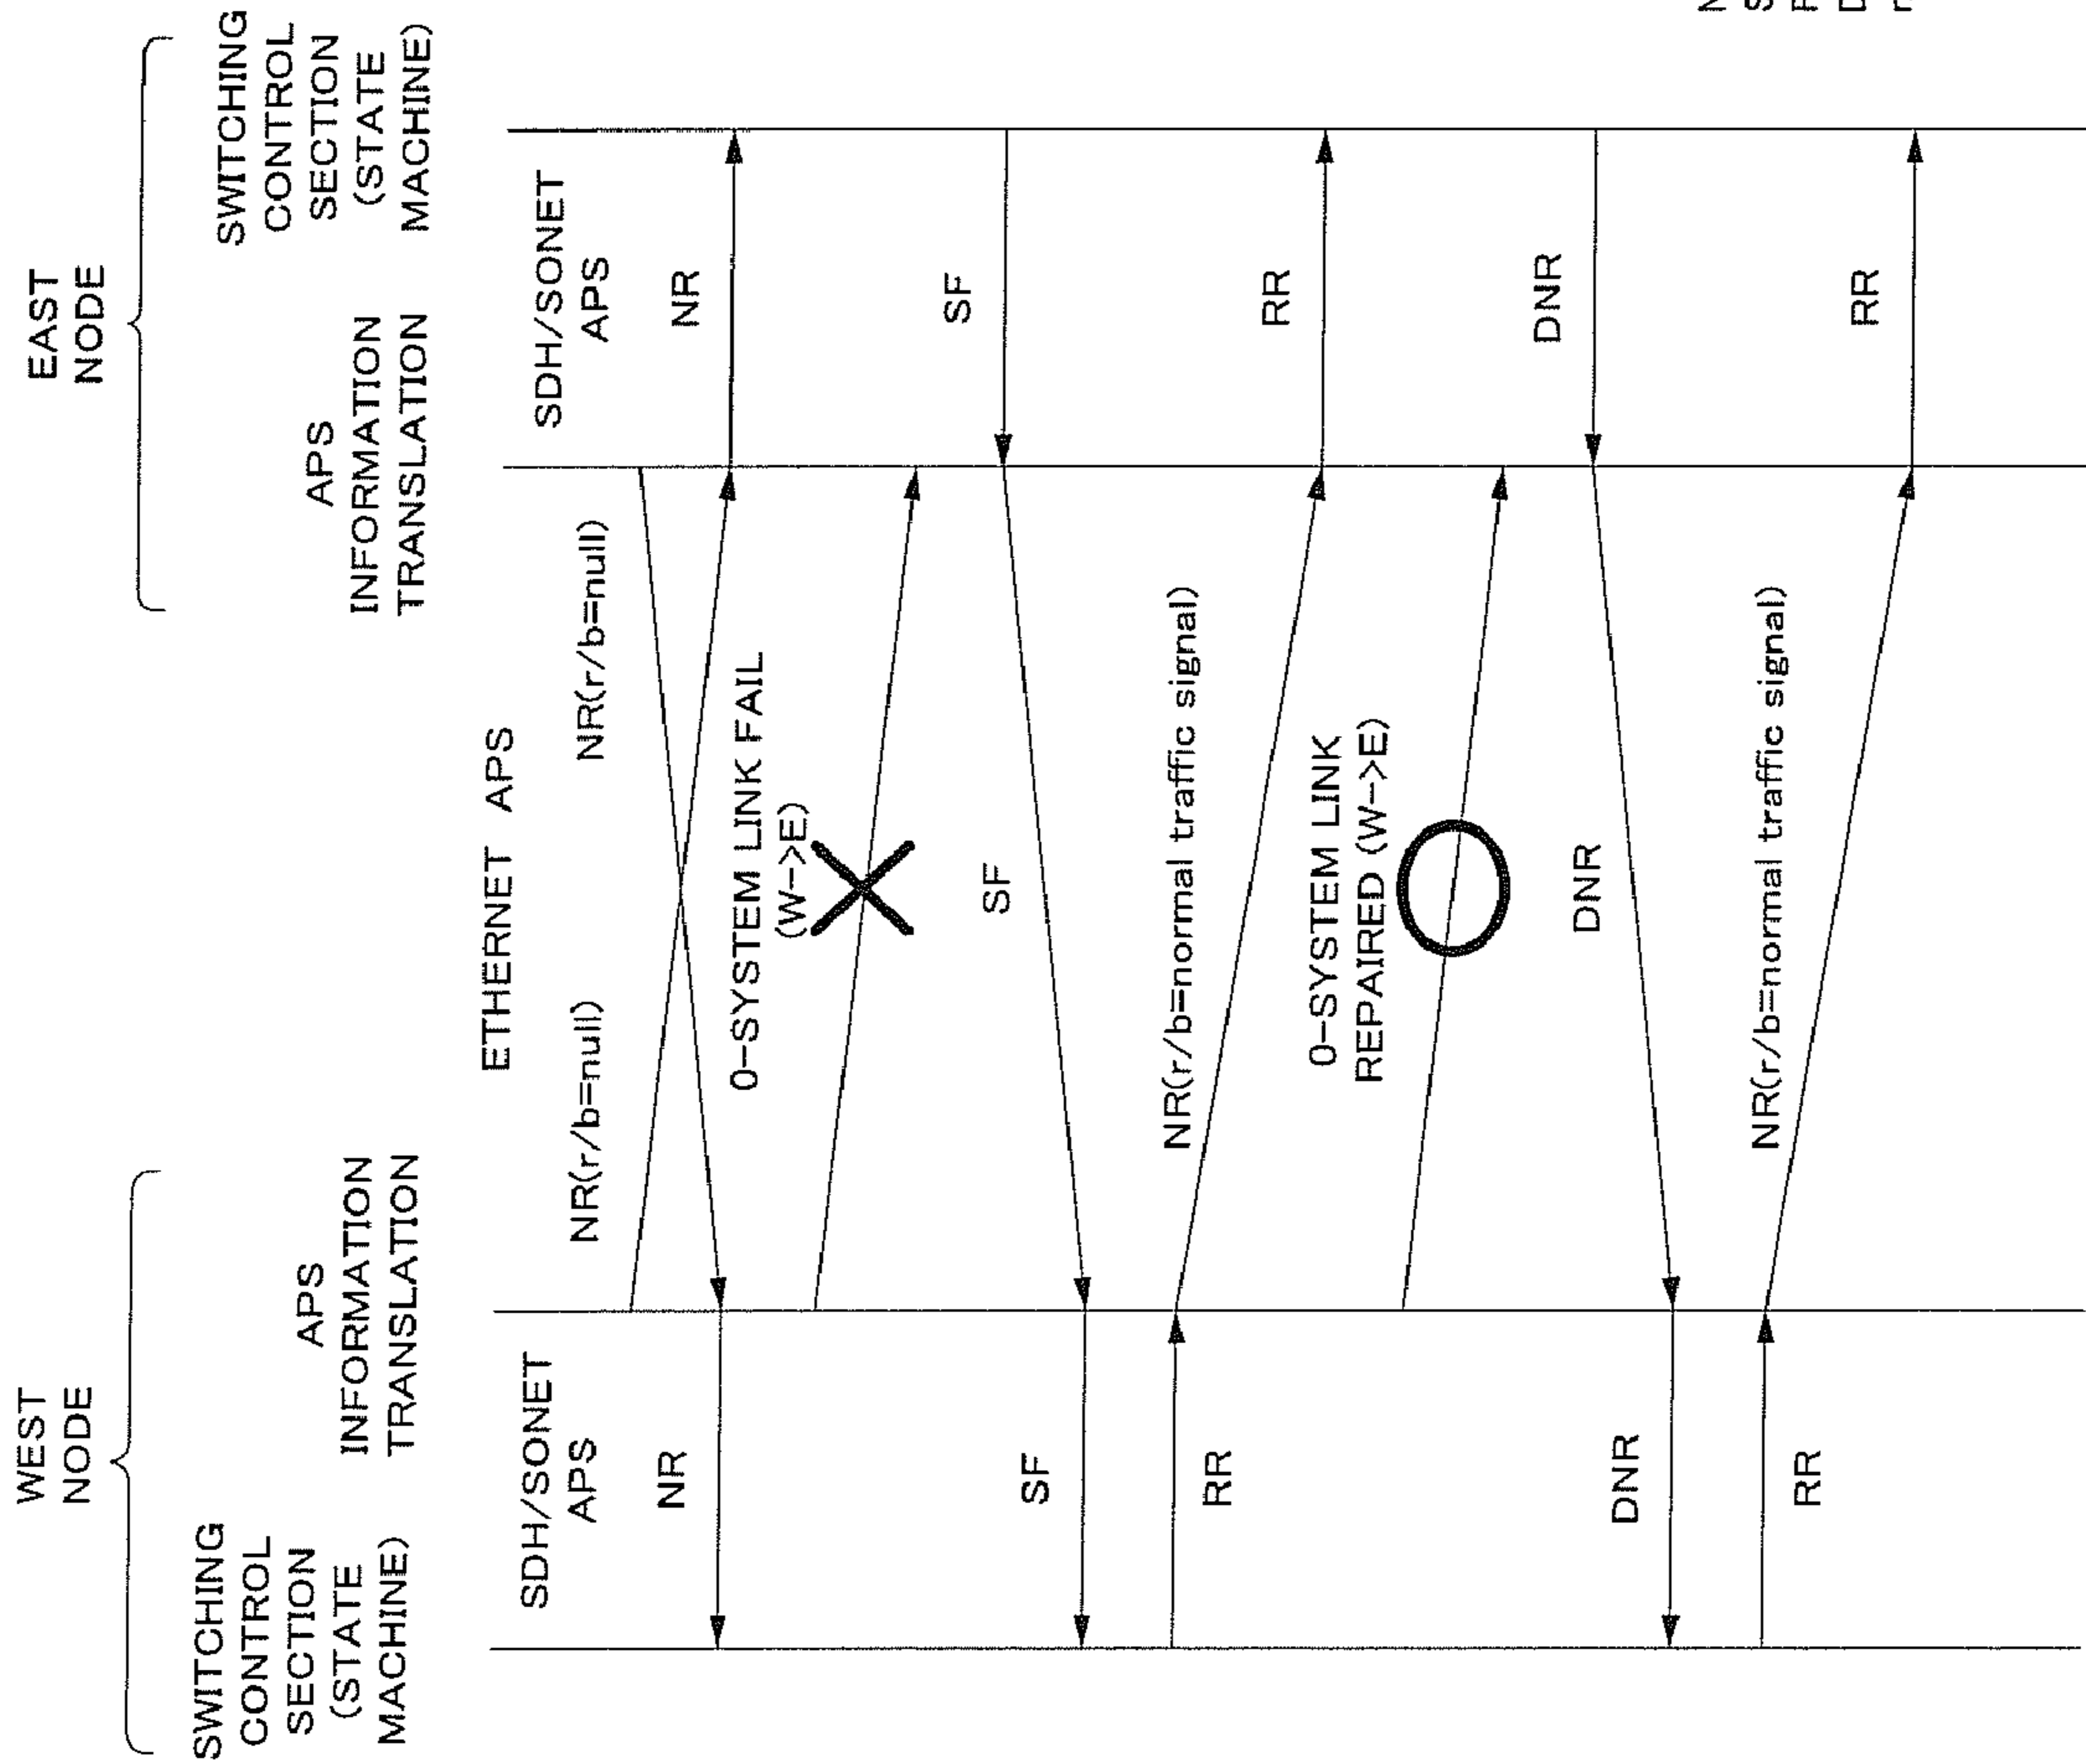 WEST
NODE
EAST
NODE
SWITCHING
CONTROL
SECTION
(STATE
MACHINE)
APS
INFORMATION
TRANSLATION
APS
INFORMATION
TRANSLATION
SWITCHING
CONTROL
SECTION
(STATE
MACHINE)
SDH/SONET
APS
ETHERNET APS
SDH/SONET
APS
NR(r/b=null)
NR(r/b=null)
NR
NR
0-SYSTEM LINK FAIL
(W->E)
SF
SF
SF
NR(r/b=normal traffic signal)
RR
RR
0-SYSTEM LINK
REPAIRED (W->E)
DNR
DNR
DNR
NR(r/b=normal traffic signal)
RR
RR